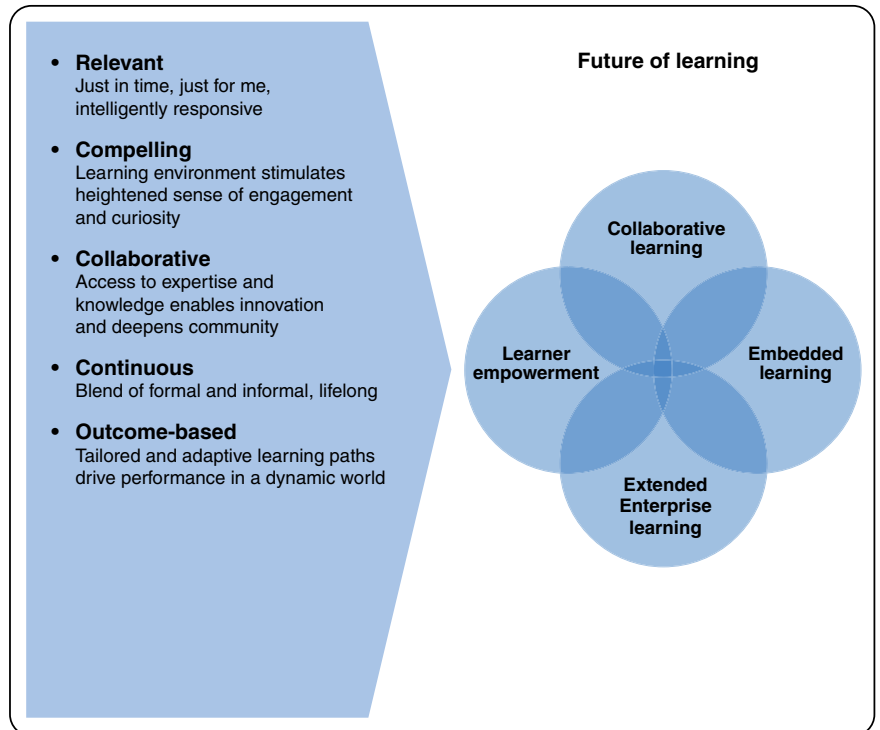 • Relevant
Just in time, just for me,
intelligently responsive
• Compelling
Learning environment stimulates
heightened sense of engagement
and curiosity
• Collaborative
Access to expertise and
knowledge enables innovation
and deepens community
• Continuous
Blend of formal and informal, lifelong
• Outcome-based
Tailored and adaptive learning paths
drive performance in a dynamic world
Future of learning
Collaborative
learning
Learner
empowerment
Embedded
learning
Extended
Enterprise
learning